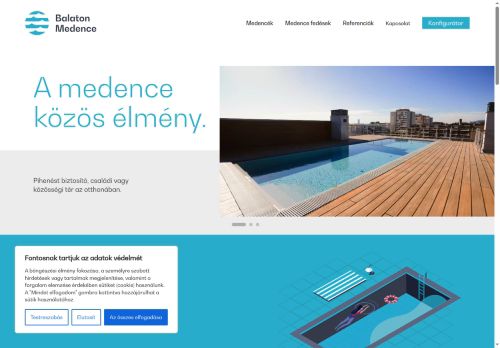 Balaton
Medence
Medencék
Medence fedések
Referenciák
Kapcsolat
Konfigurátor
A medence
közös élmény.
Pihenést biztosító, családi vagy
közösségi tér az otthonában.
Fontosnak tartjuk az adatok védelmét
A böngészési élmény fokozása, a személyre szabott
hirdetések vagy tartalmak megjelenítése, valamint a
forgalom elemzése érdekében sütiket (cookie) használunk.
A "Mindet elfogadom" gombra kattintva hozzájárulhat a
sütik használatához
Testreszabás
Elutasít
Az összes elfogadása